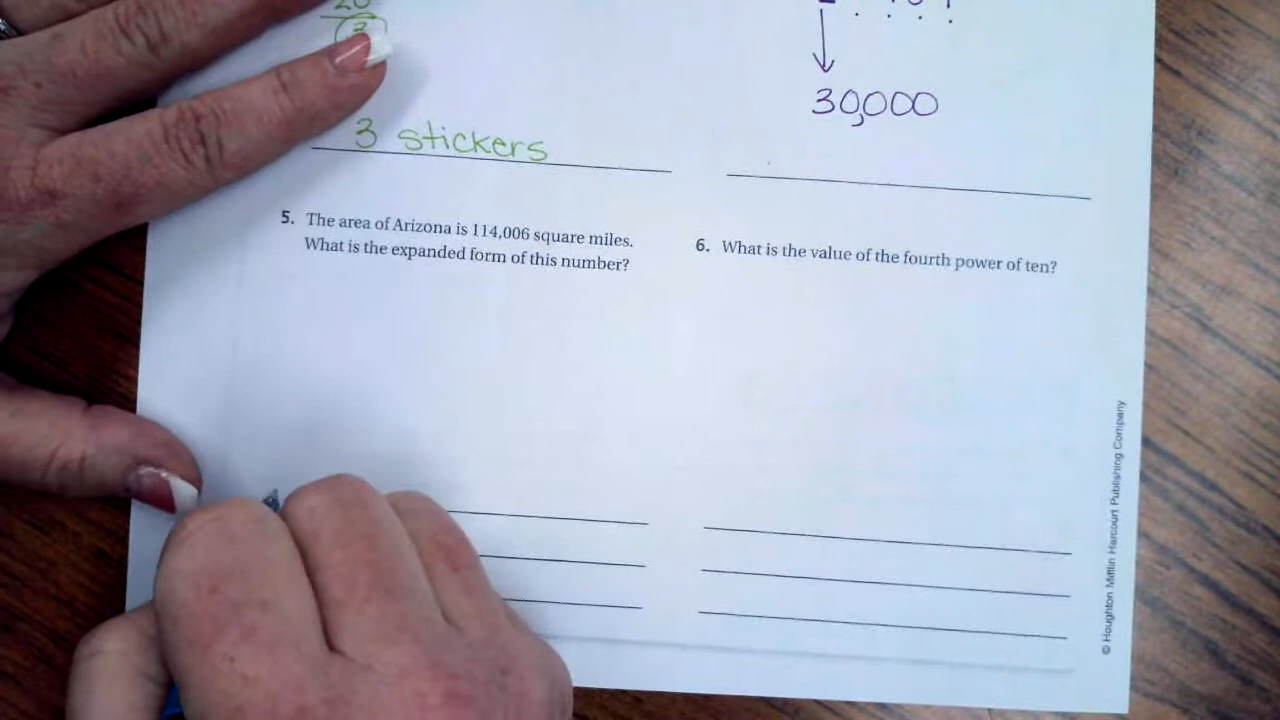 30,000
3 stickers
5. The area of Arizona is 114,006 square miles.
What is the expanded form of this number?
6. What is the value of the fourth power of ten?
© Houghton Mifflin Harcourt Publishing Company